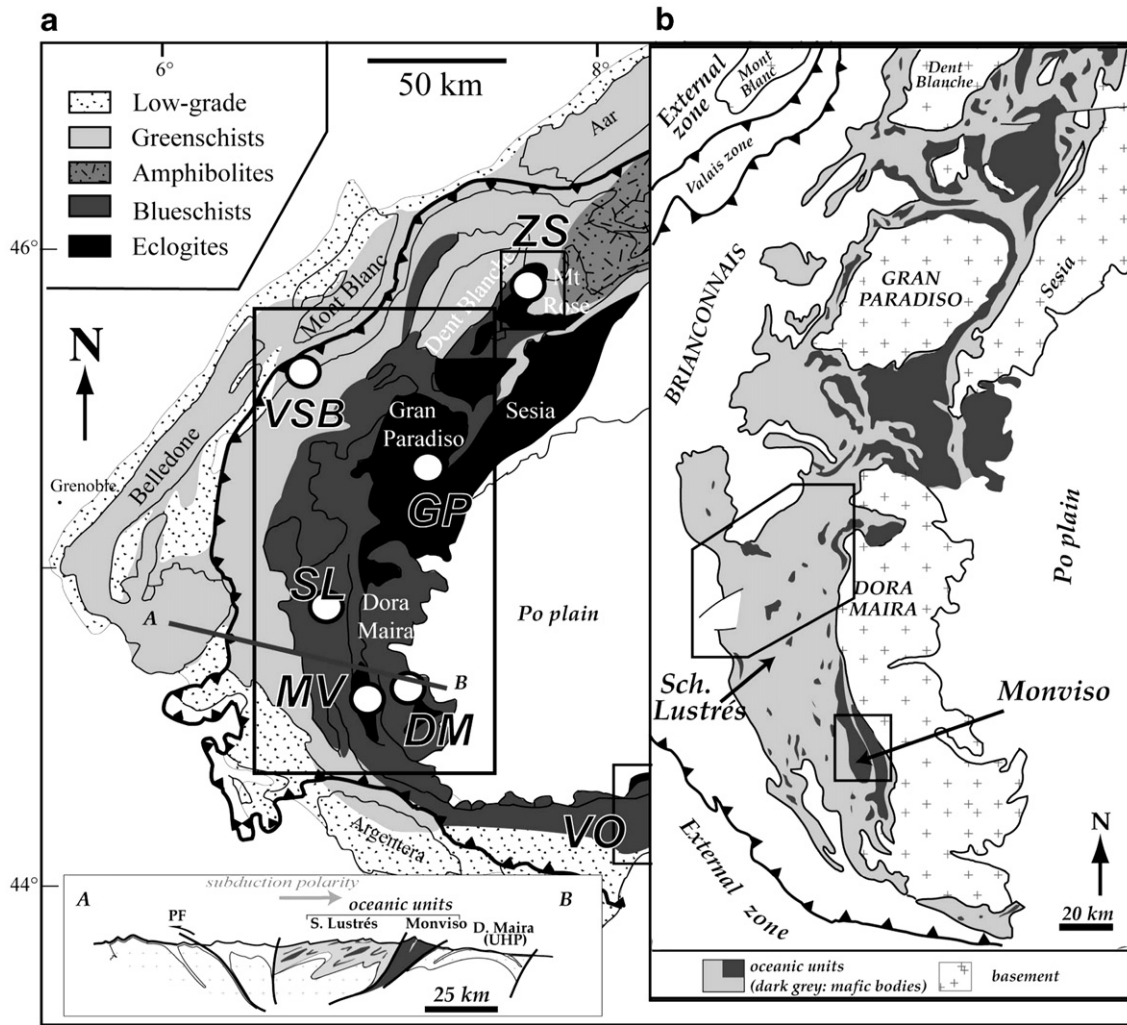 a
6°
8°
50 km
Low-grade
Greenschists
Amphibolites
Blueschists
Eclogites
N
46°
44°
Aar
ZS
Mt
Rose
Dent Blanche
Mont Blanc
VSB
Sesia
Gran
Paradiso
GP
Belledone
Grenoble
SL
Dora
Maira
Po plain
A
B
MV
DM
VO
Argentera
A
subduction polarity
B
oceanic units
PF
S. Lustrés
Monviso
D. Maira
(UHP)
25 km
b
External
zone
Mont
Blanc
Valais zone
Dent
Blanche
BRIANCONNAIS
GRAN
PARADISO
Sesia
Po plain
DORA
MAIRA
Sch.
Lustrés
Monviso
External zone
N
20 km
oceanic units
(dark grey: mafic bodies)
basement